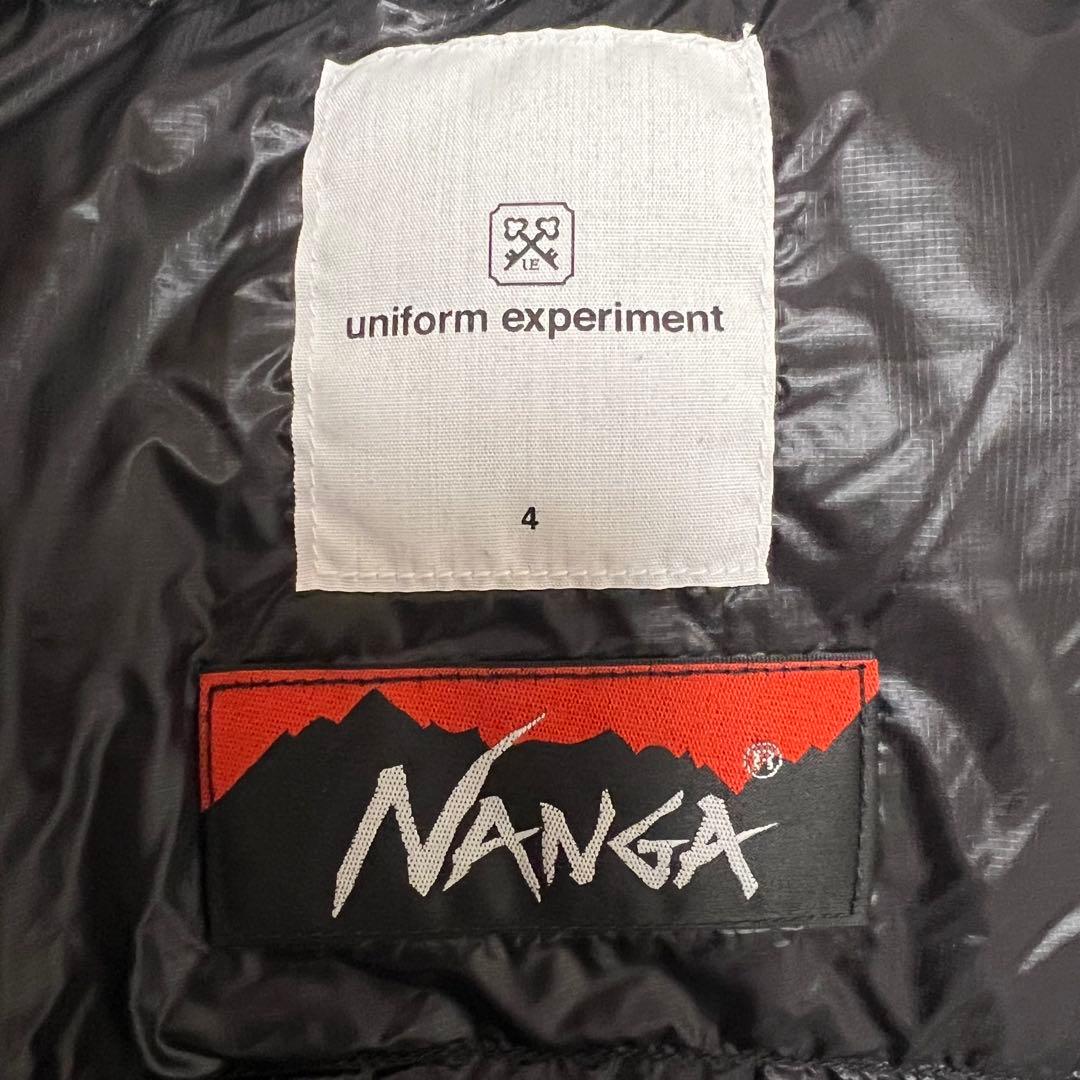 UE
uniform experiment
4
NANGA®